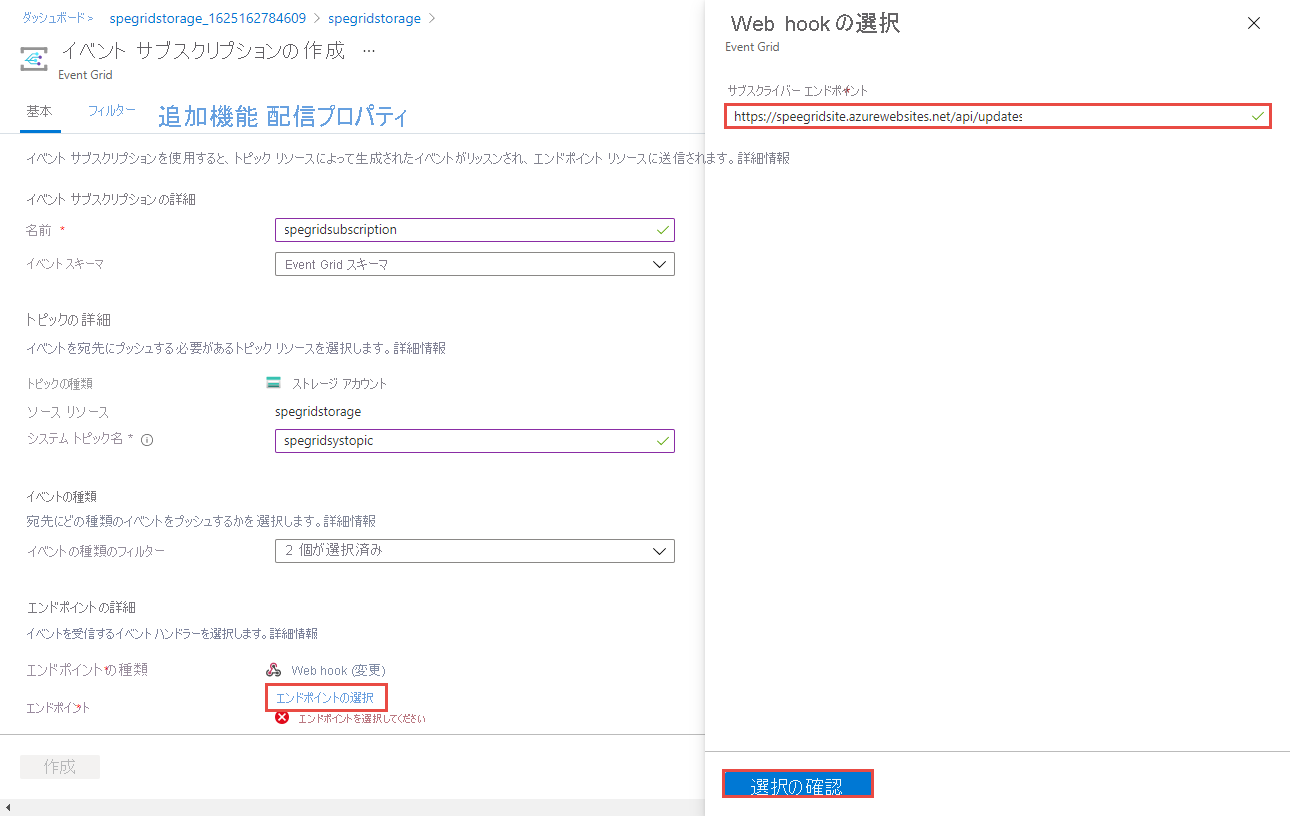 ダッシュボード > spegridstorage_1625162784609 > spegridstorage >
イベント サブスクリプションの作成 ...
Event Grid
基本 フィルター 追加機能 配信プロパティ
イベント サブスクリプションを使用すると、トピック リソースによって生成されたイベントがリッスンされ、エンドポイント リソースに送信されます。詳細情報
イベント サブスクリプションの詳細
名前 * spegridsubscription
イベントスキーマ Event Grid スキーマ
トピックの詳細
イベントを宛先にプッシュする必要があるトピック リソースを選択します。詳細情報
トピックの種類 ストレージ アカウント
ソース リソース spegridstorage
システム トピック名 * spegridsystopic
イベントの種類
宛先にどの種類のイベントをプッシュするかを選択します。詳細情報
イベントの種類のフィルター 2 個が選択済み
エンドポイントの詳細
イベントを受信するイベント ハンドラーを選択します。詳細情報
エンドポイントの種類 * Web hook (変更)
エンドポイント * エンドポイントの選択
エンドポイントを選択してください
作成
Web hook の選択
Event Grid
サブスクライバー エンドポイント *
https://speegridsite.azurewebsites.net/api/updates
選択の確認